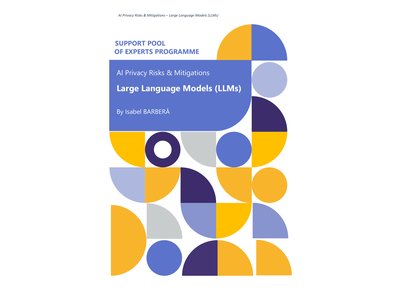 AI Privacy Risks & Mitigations – Large Language Models (LLMs)
SUPPORT POOL
OF EXPERTS PROGRAMME
AI Privacy Risks & Mitigations
Large Language Models (LLMs)
By Isabel BARBERÁ